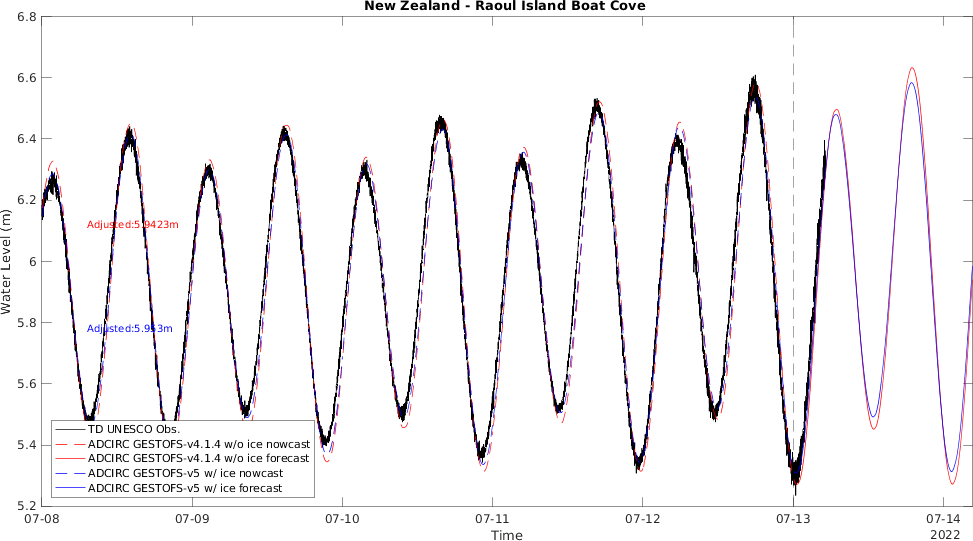 New Zealand - Raoul Island Boat Cove
6.8
6.6
6.4
6.2
6
5.8
5.6
5.4
5.2
Water Level (m)
Adjusted:5.9423m
Adjusted:5.953m
TD UNESCO Obs.
ADCIRC GESTOFS-v4.1.4 w/o ice nowcast
ADCIRC GESTOFS-v4.1.4 w/o ice forecast
ADCIRC GESTOFS-v5 w/ ice nowcast
ADCIRC GESTOFS-v5 w/ ice forecast
07-08 07-09 07-10 07-11 07-12 07-13 07-14
Time 2022